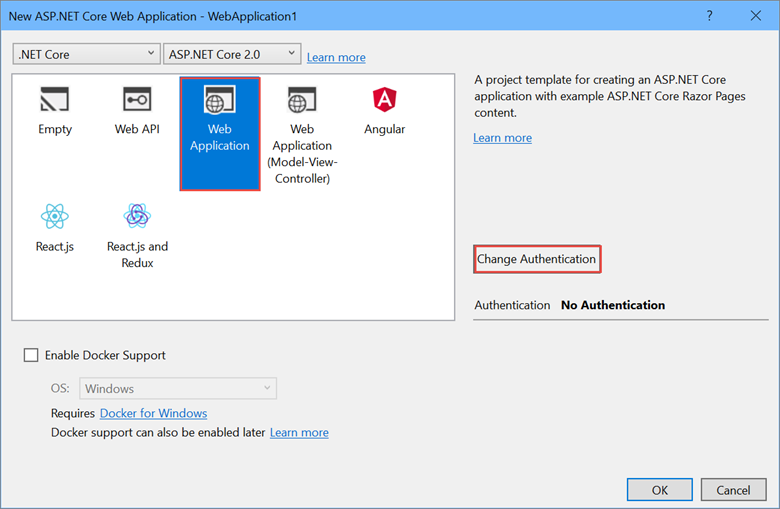 New ASP.NET Core Web Application - WebApplication1
?
.NET Core
ASP.NET Core 2.0
Learn more
Empty
Web API
Web
Application
Web
Application
(Model-View-
Controller)
Angular
React.js
React.js and
Redux
A project template for creating an ASP.NET Core
application with example ASP.NET Core Razor Pages
content.
Learn more
Change Authentication
Authentication No Authentication
Enable Docker Support
OS: Windows
Requires Docker for Windows
Docker support can also be enabled later Learn more
OK
Cancel